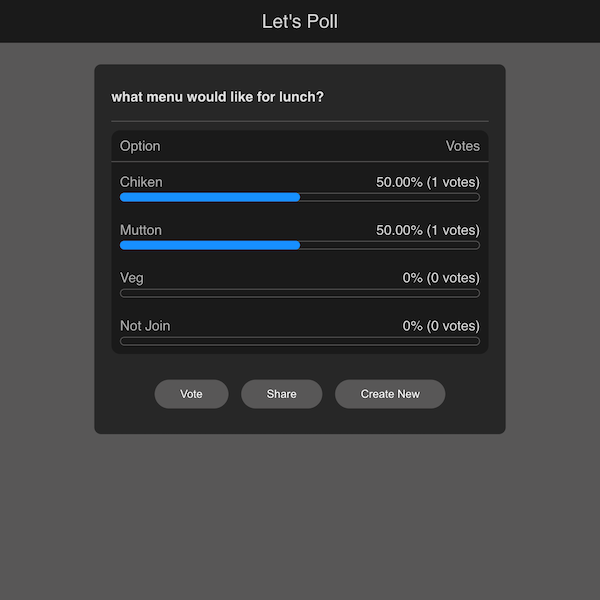 Let's Poll
what menu would like for lunch?
Option Votes
Chiken 50.00% (1 votes)
Mutton 50.00% (1 votes)
Veg 0% (0 votes)
Not Join 0% (0 votes)
Vote Share Create New